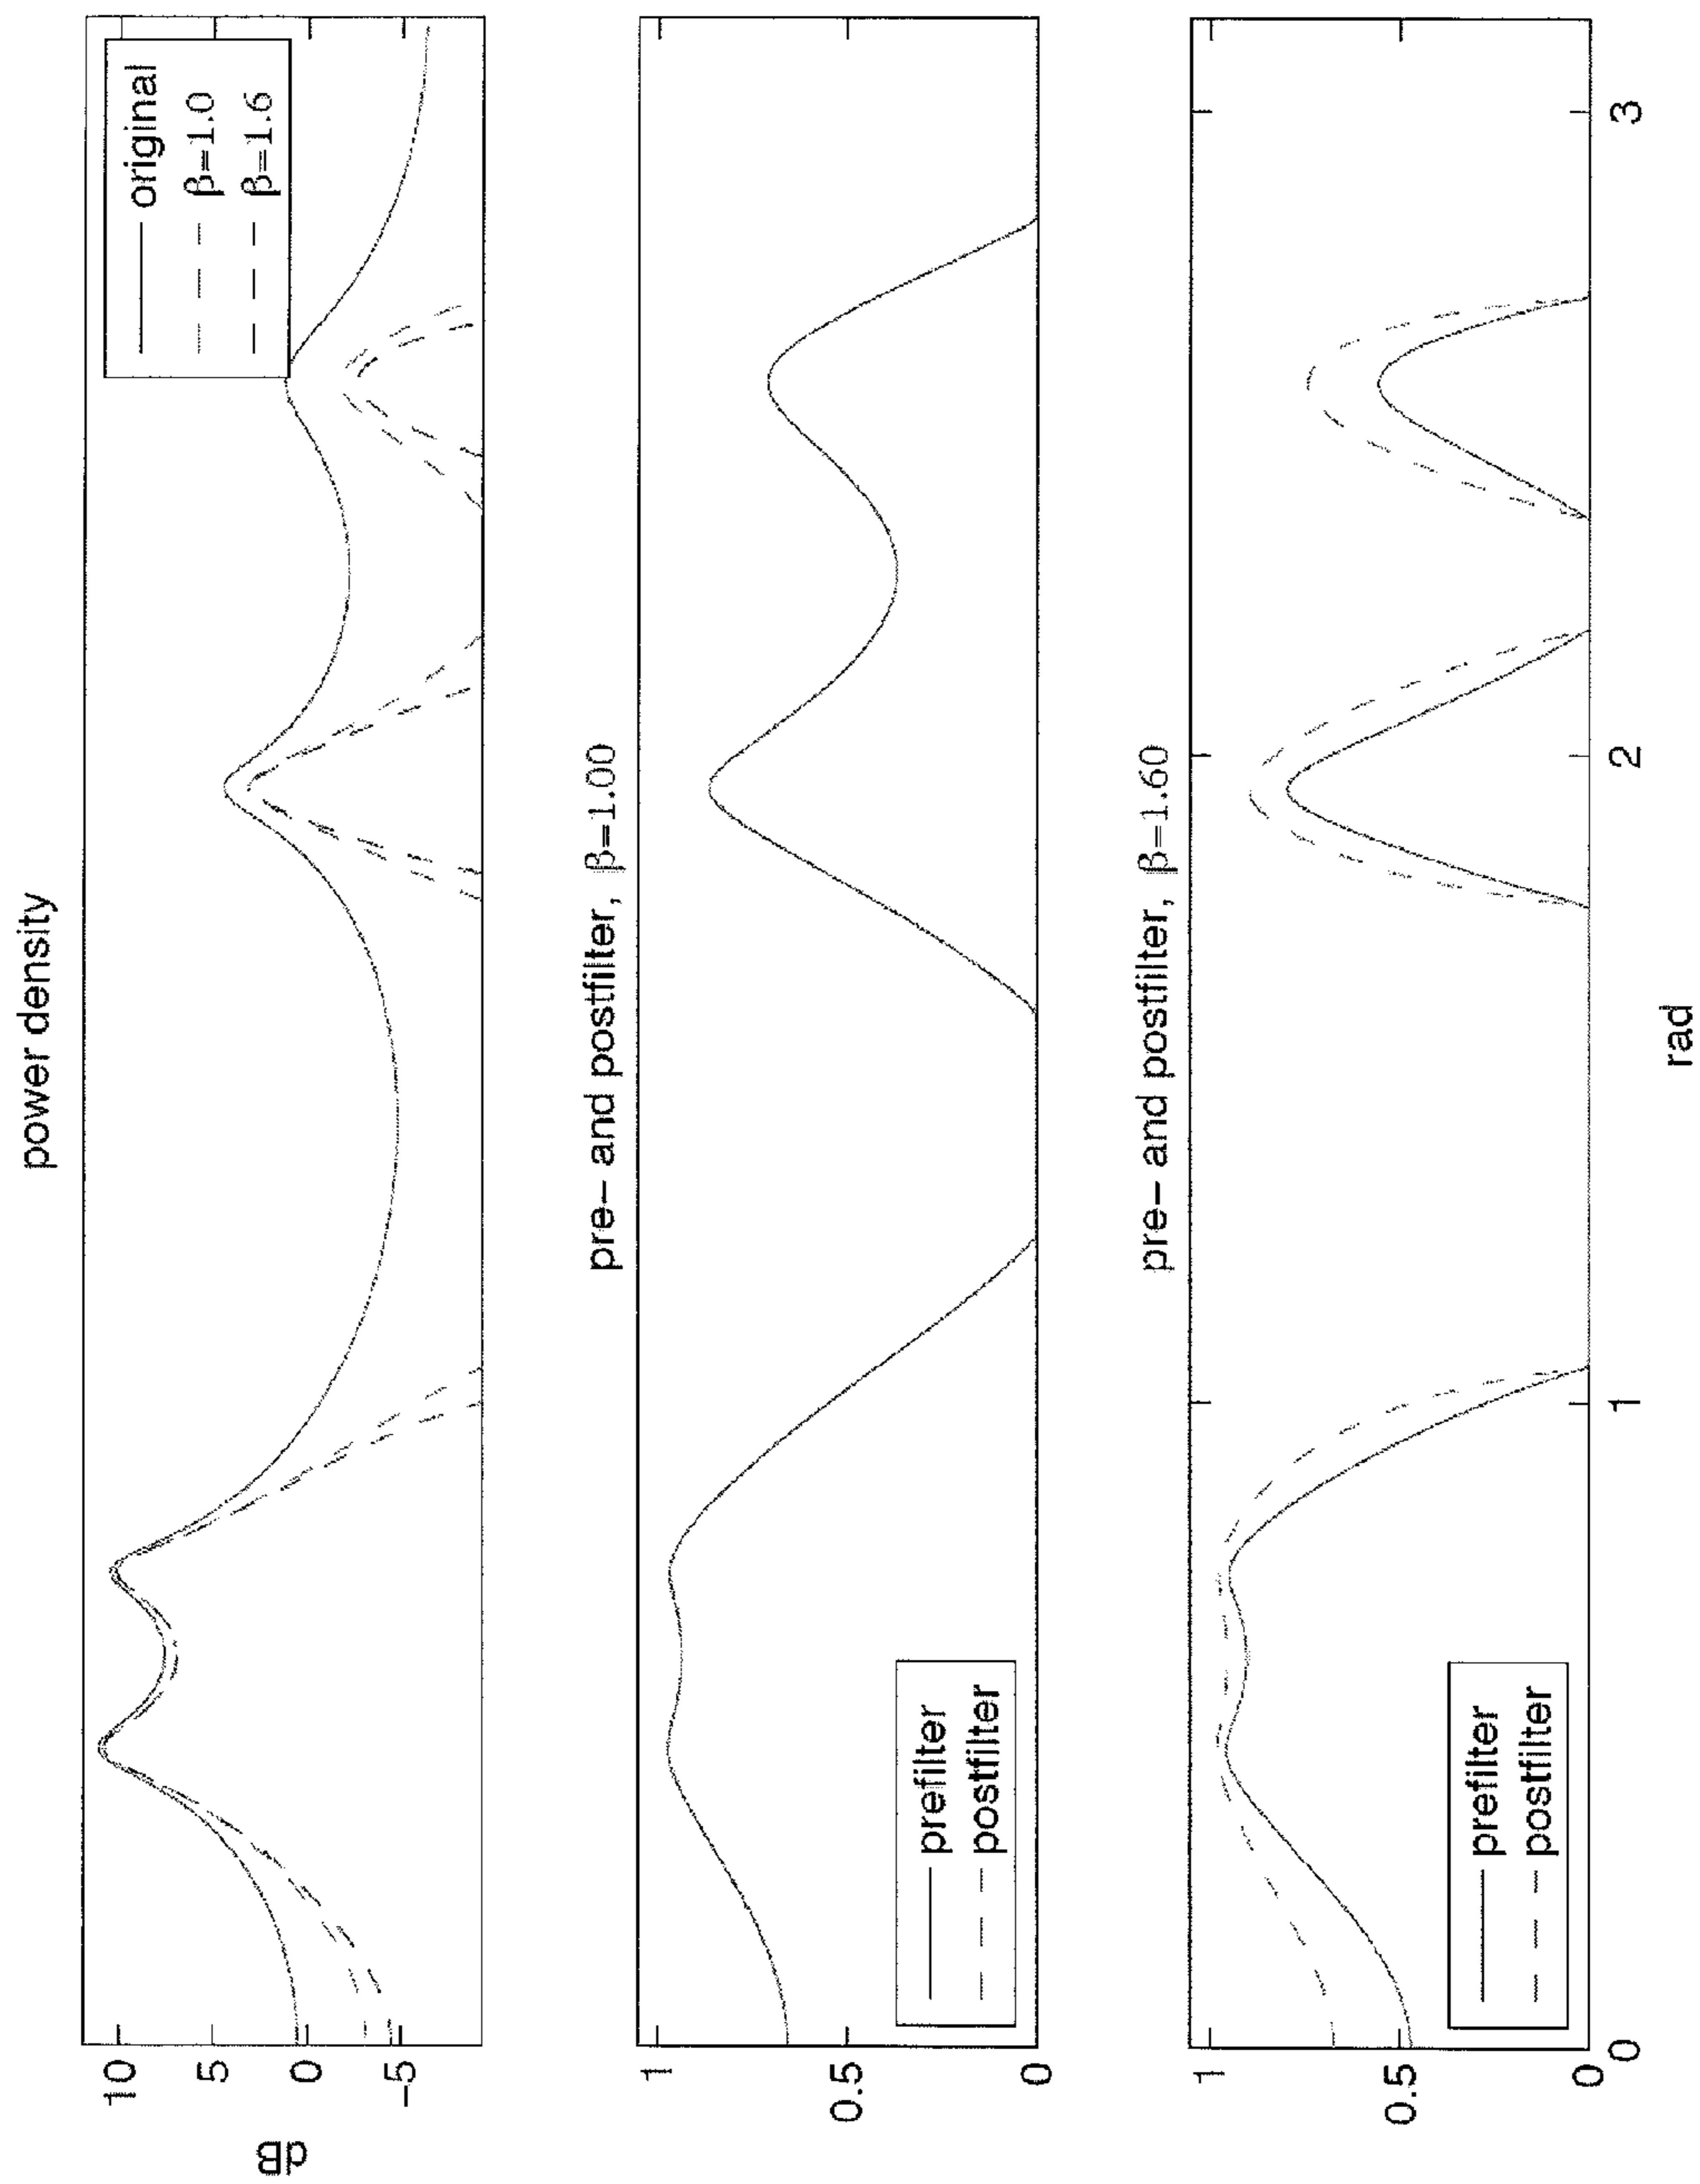 power density
dB
10
5
0
-5
original
β=1.0
β=1.6
pre- and postfilter, β=1.00
1
0.5
0
prefilter
postfilter
pre- and postfilter, β=1.60
1
0.5
0
prefilter
postfilter
0
1
2
3
rad